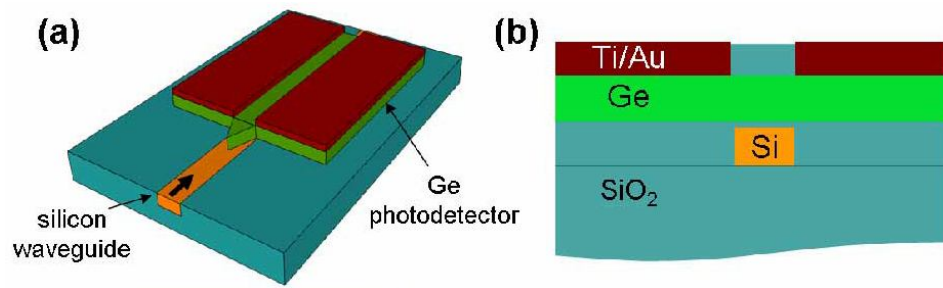 (a)
silicon
waveguide
Ge
photodetector
(b)
Ti/Au
Ge
Si
SiO₂